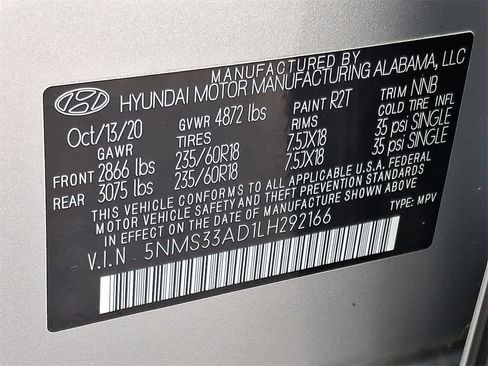 MANUFACTURED BY
HYUNDAI MOTOR MANUFACTURING ALABAMA, LLC
Oct/13/20 GVWR 4872 lbs PAINT R2T TRIM NNB
GAWR TIRES RIMS COLD TIRE INFL
FRONT 2866 lbs 235/60R18 7.5JX18 35 psi SINGLE
REAR 3075 lbs 235/60R18 7.5JX18 35 psi SINGLE
THIS VEHICLE CONFORMS TO ALL APPLICABLE U.S.A. FEDERAL
MOTOR VEHICLE SAFETY AND THEFT PREVENTION STANDARDS
IN EFFECT ON THE DATE OF MANUFACTURE SHOWN ABOVE.
V.I.N 5NMS33AD1LH292166 TYPE: MPV